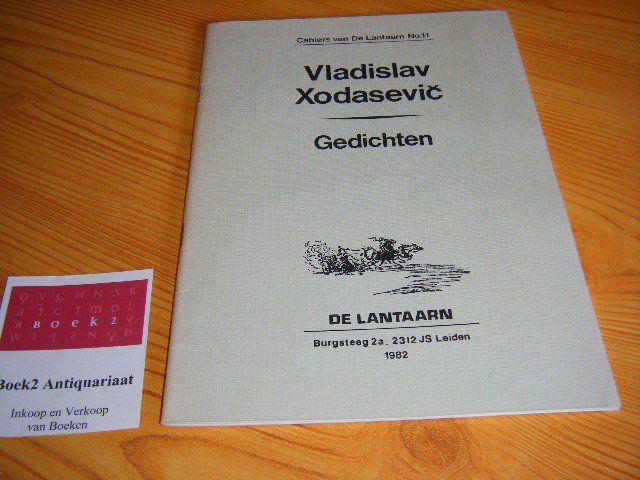 Cahiers van De Lantaarn No.11
Vladislav
Xodasevič
Gedichten
DE LANTAARN
Burgsteeg 2a. 2312 JS Leiden
1982
BOEK2
Boek2 Antiquariaat
Inkoop en Verkoop
van Boeken